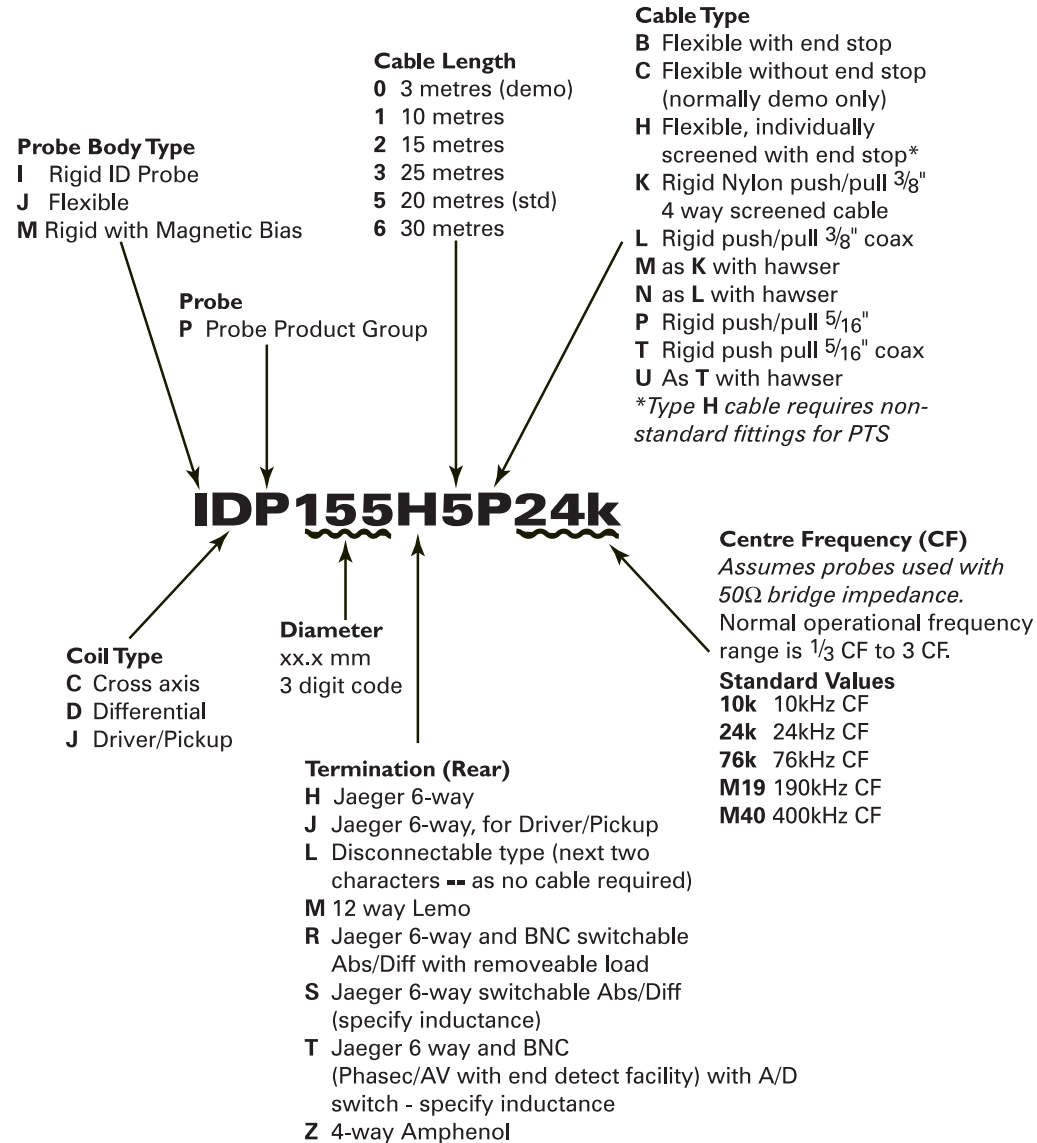 Cable Type
B Flexible with end stop
C Flexible without end stop
(normally demo only)
H Flexible, individually
screened with end stop*
K Rigid Nylon push/pull 3/8"
4 way screened cable
L Rigid push/pull 3/8" coax
M as K with hawser
N as L with hawser
P Rigid push/pull 5/16"
T Rigid push pull 5/16" coax
U As T with hawser
*Type H cable requires non-
standard fittings for PTS
Cable Length
0 3 metres (demo)
1 10 metres
2 15 metres
3 25 metres
5 20 metres (std)
6 30 metres
Probe Body Type
I Rigid ID Probe
J Flexible
M Rigid with Magnetic Bias
Probe
P Probe Product Group
IDP155H5P24k
Coil Type
C Cross axis
D Differential
J Driver/Pickup
Diameter
xx.x mm
3 digit code
Centre Frequency (CF)
Assumes probes used with
50Ω bridge impedance.
Normal operational frequency
range is 1/3 CF to 3 CF.
Standard Values
10k 10kHz CF
24k 24kHz CF
76k 76kHz CF
M19 190kHz CF
M40 400kHz CF
Termination (Rear)
H Jaeger 6-way
J Jaeger 6-way, for Driver/Pickup
L Disconnectable type (next two
characters -- as no cable required)
M 12 way Lemo
R Jaeger 6-way and BNC switchable
Abs/Diff with removeable load
S Jaeger 6-way switchable Abs/Diff
(specify inductance)
T Jaeger 6 way and BNC
(Phasec/AV with end detect facility) with A/D
switch - specify inductance
Z 4-way Amphenol